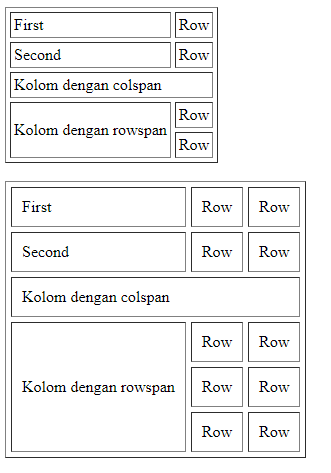 First Row
Second Row
Kolom dengan colspan
Row
Kolom dengan rowspan
Row
First Row Row
Second Row Row
Kolom dengan colspan
Row Row
Kolom dengan rowspan Row Row
Row Row